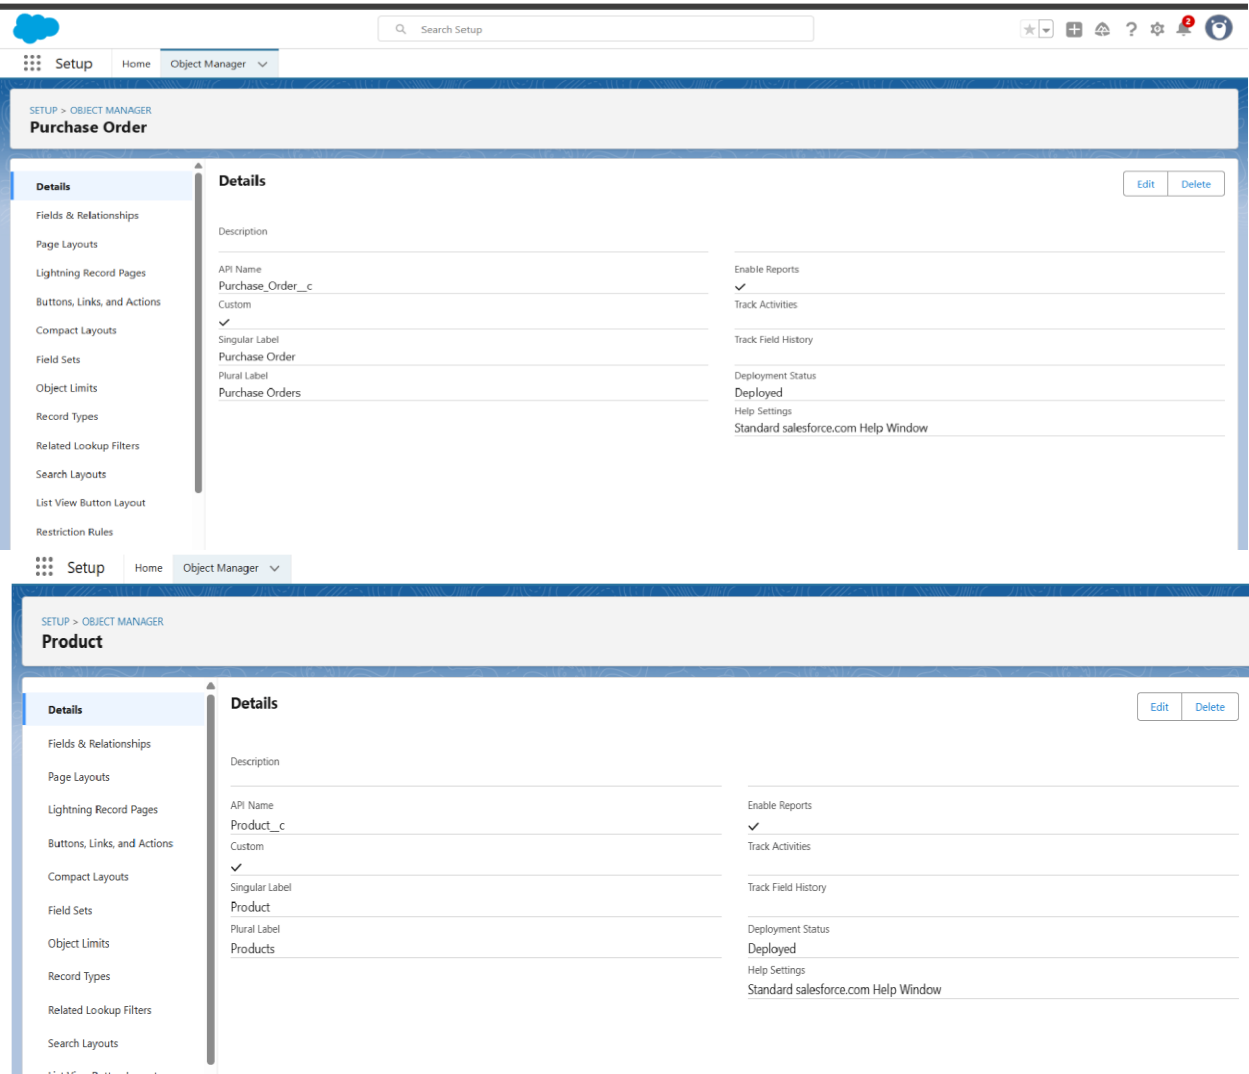 Search Setup
2
Setup Home Object Manager
SETUP > OBJECT MANAGER
Purchase Order
Details
Fields & Relationships
Page Layouts
Lightning Record Pages
Buttons, Links, and Actions
Compact Layouts
Field Sets
Object Limits
Record Types
Related Lookup Filters
Search Layouts
List View Button Layout
Restriction Rules
Details
Edit Delete
Description
API Name
Purchase_Order__c
Custom
Singular Label
Purchase Order
Plural Label
Purchase Orders
Enable Reports
Track Activities
Track Field History
Deployment Status
Deployed
Help Settings
Standard salesforce.com Help Window
Setup Home Object Manager
SETUP > OBJECT MANAGER
Product
Details
Fields & Relationships
Page Layouts
Lightning Record Pages
Buttons, Links, and Actions
Compact Layouts
Field Sets
Object Limits
Record Types
Related Lookup Filters
Search Layouts
Details
Edit Delete
Description
API Name
Product__c
Custom
Singular Label
Product
Plural Label
Products
Enable Reports
Track Activities
Track Field History
Deployment Status
Deployed
Help Settings
Standard salesforce.com Help Window